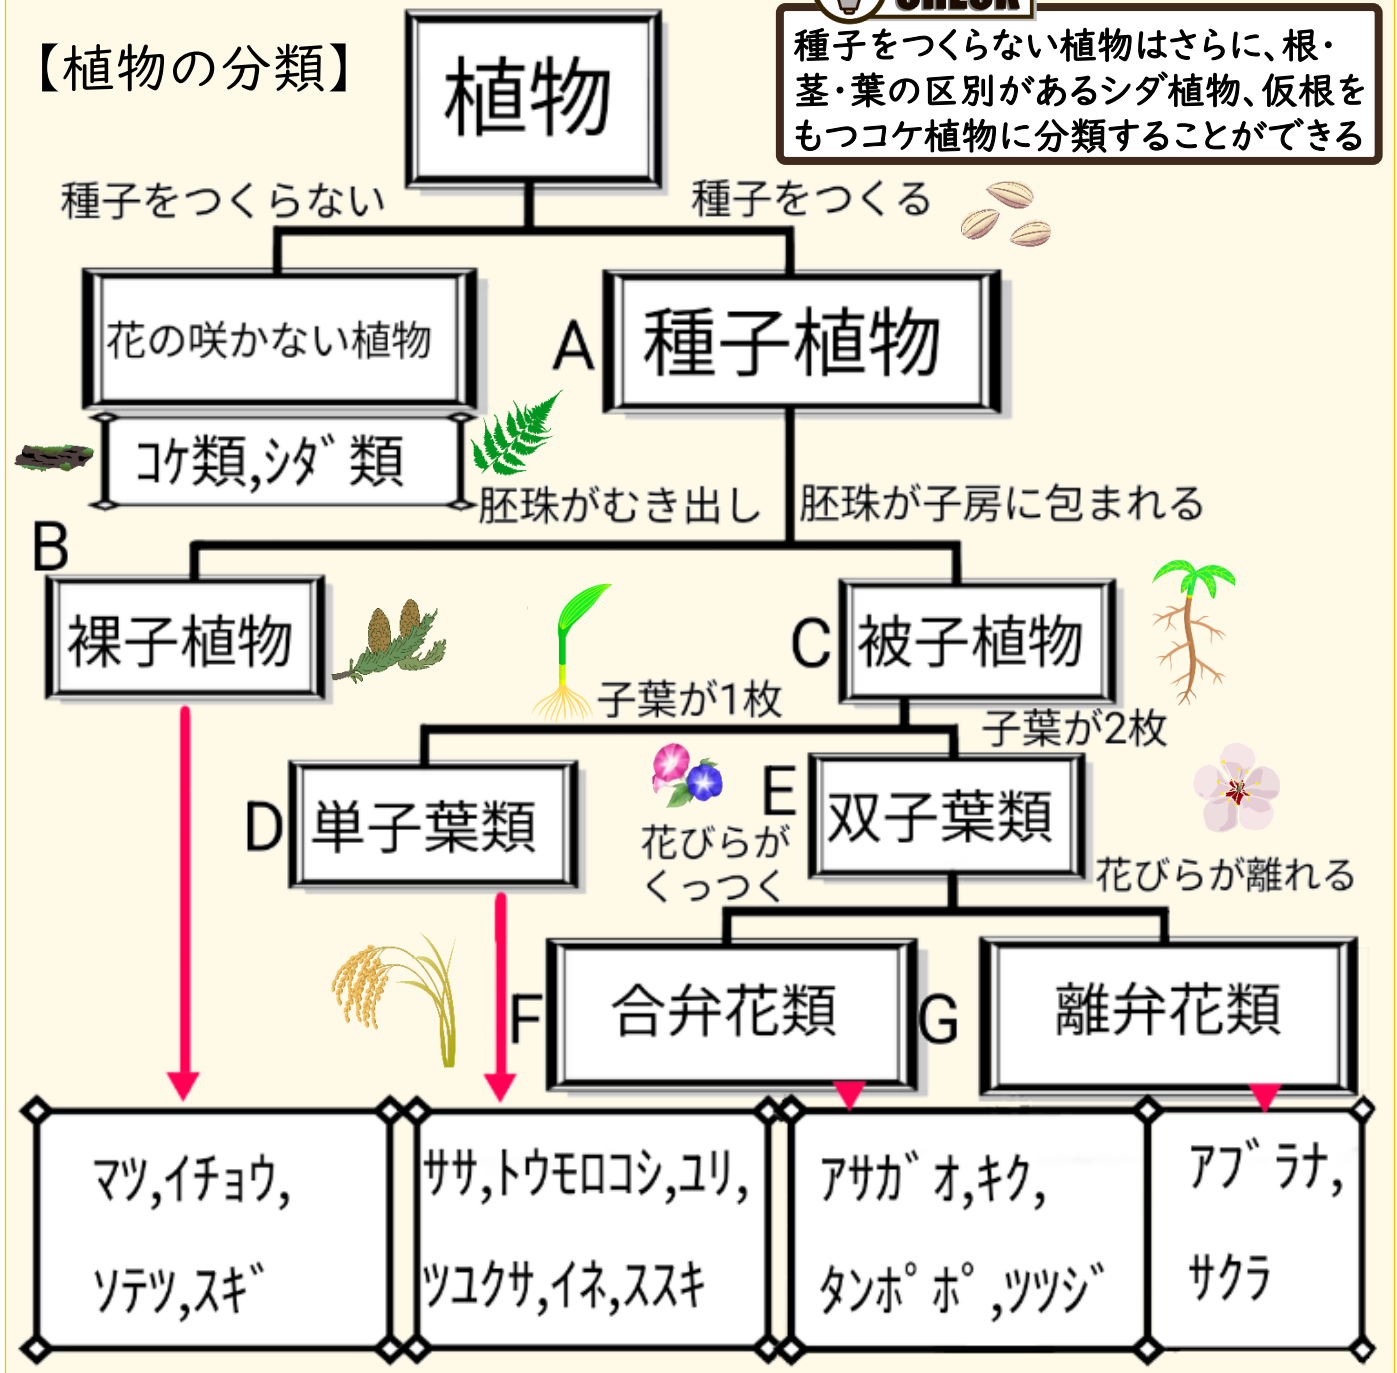 CHECK
【植物の分類】
植物
種子をつくらない植物はさらに、根・
茎・葉の区別があるシダ植物、仮根を
もつコケ植物に分類することができる
種子をつくらない
種子をつくる
花の咲かない植物
A
種子植物
コケ類,シダ類
胚珠がむき出し
胚珠が子房に包まれる
B
裸子植物
C
被子植物
子葉が1枚
子葉が2枚
D
単子葉類
E
双子葉類
花びらが
くっつく
花びらが離れる
F
合弁花類
G
離弁花類
マツ,イチョウ,
ソテツ,スギ
ササ,トウモロコシ,ユリ,
ツユクサ,イネ,ススキ
アサガオ,キク,
タンポポ,ツツジ
アブラナ,
サクラ